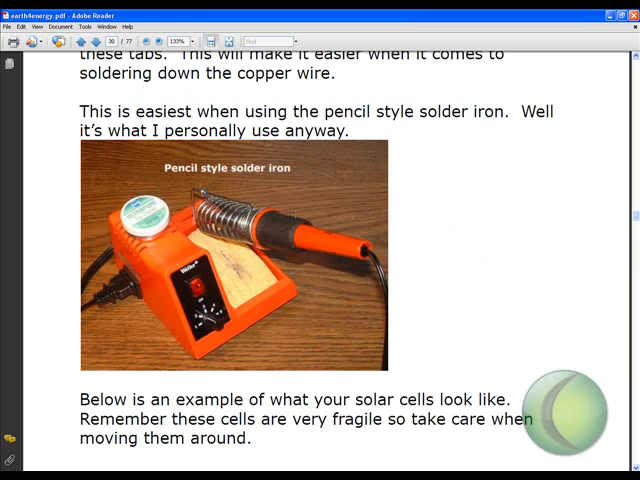 earth4energy.pdf - Adobe Reader
File Edit View Document Tools Window Help
30 / 77 133% Find
these tabs. This will make it easier when it comes to
soldering down the copper wire.
This is easiest when using the pencil style solder iron. Well
it's what I personally use anyway.
Pencil style solder iron
Weller
Below is an example of what your solar cells look like.
Remember these cells are very fragile so take care when
moving them around.